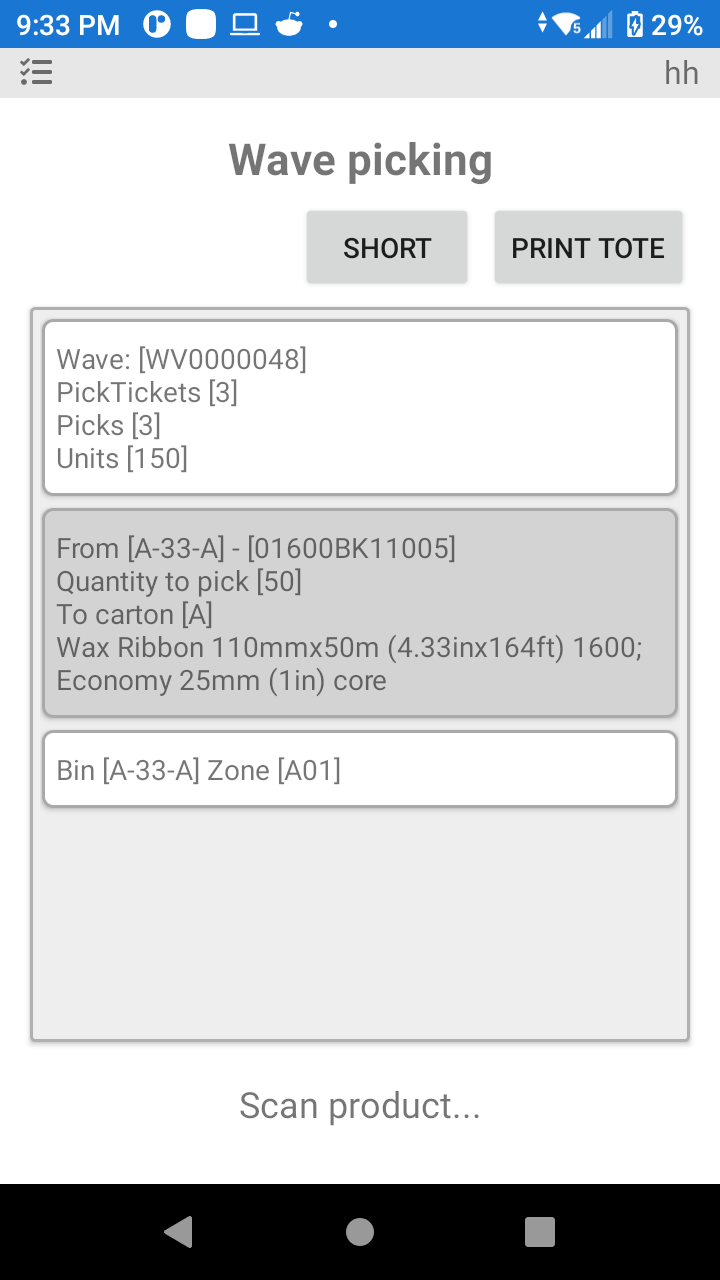 9:33 PM
5
29%
hh
Wave picking
SHORT
PRINT TOTE
Wave: [WV0000048]
PickTickets [3]
Picks [3]
Units [150]
From [A-33-A] - [01600BK11005]
Quantity to pick [50]
To carton [A]
Wax Ribbon 110mmx50m (4.33inx164ft) 1600;
Economy 25mm (1in) core
Bin [A-33-A] Zone [A01]
Scan product...